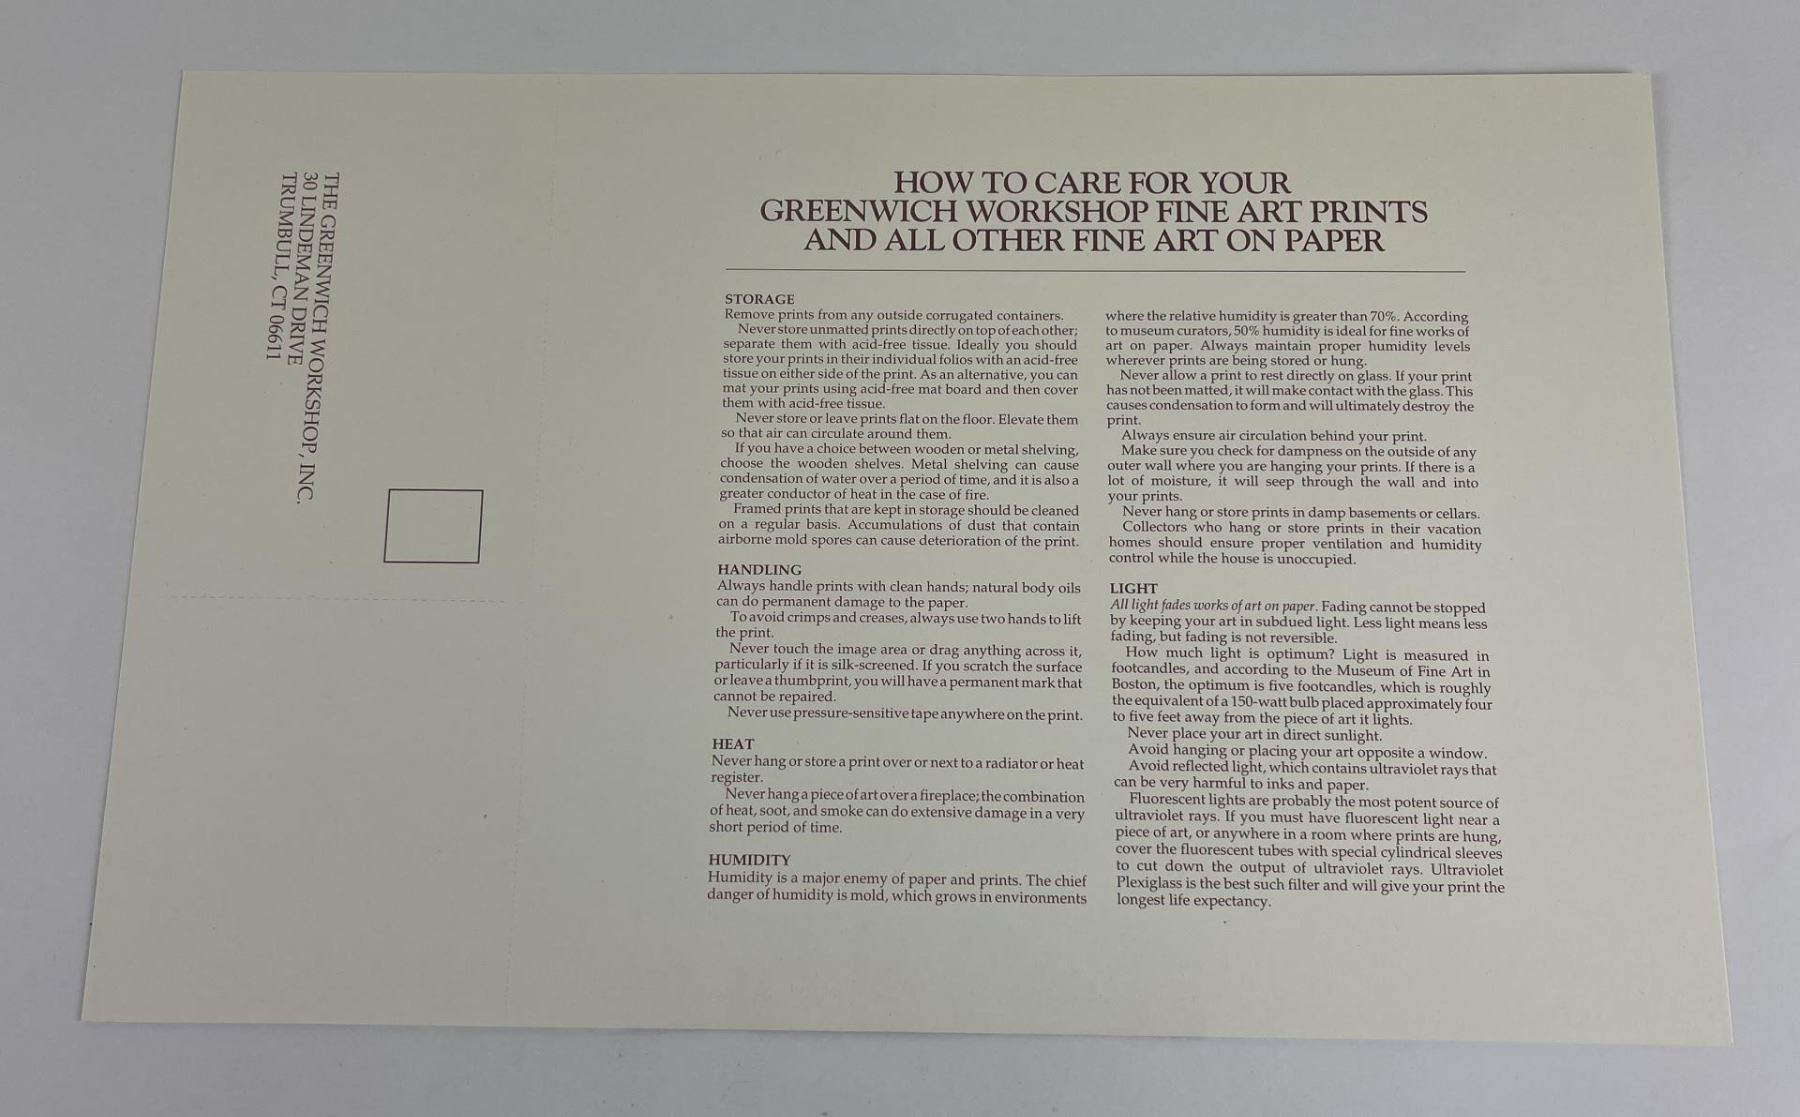 THE GREENWICH WORKSHOP, INC.
30 LINDEMAN DRIVE
TRUMBULL, CT 06611
HOW TO CARE FOR YOUR
GREENWICH WORKSHOP FINE ART PRINTS
AND ALL OTHER FINE ART ON PAPER
STORAGE
Remove prints from any outside corrugated containers.
Never store unmatted prints directly on top of each other;
separate them with acid-free tissue. Ideally you should
store your prints in their individual folios with an acid-free
tissue on either side of the print. As an alternative, you can
mat your prints using acid-free mat board and then cover
them with acid-free tissue.
Never store or leave prints flat on the floor. Elevate them
so that air can circulate around them.
If you have a choice between wooden or metal shelving,
choose the wooden shelves. Metal shelving can cause
condensation of water over a period of time, and it is also a
greater conductor of heat in the case of fire.
Framed prints that are kept in storage should be cleaned
on a regular basis. Accumulations of dust that contain
airborne mold spores can cause deterioration of the print.
HANDLING
Always handle prints with clean hands; natural body oils
can do permanent damage to the paper.
To avoid crimps and creases, always use two hands to lift
the print.
Never touch the image area or drag anything across it,
particularly if it is silk-screened. If you scratch the surface
or leave a thumbprint, you will have a permanent mark that
cannot be repaired.
Never use pressure-sensitive tape anywhere on the print.
HEAT
Never hang or store a print over or next to a radiator or heat
register.
Never hang a piece of art over a fireplace; the combination
of heat, soot, and smoke can do extensive damage in a very
short period of time.
HUMIDITY
Humidity is a major enemy of paper and prints. The chief
danger of humidity is mold, which grows in environments
where the relative humidity is greater than 70%. According
to museum curators, 50% humidity is ideal for fine works of
art on paper. Always maintain proper humidity levels
wherever prints are being stored or hung.
Never allow a print to rest directly on glass. If your print
has not been matted, it will make contact with the glass. This
causes condensation to form and will ultimately destroy the
print.
Always ensure air circulation behind your print.
Make sure you check for dampness on the outside of any
outer wall where you are hanging your prints. If there is a
lot of moisture, it will seep through the wall and into
your prints.
Never hang or store prints in damp basements or cellars.
Collectors who hang or store prints in their vacation
homes should ensure proper ventilation and humidity
control while the house is unoccupied.
LIGHT
All light fades works of art on paper. Fading cannot be stopped
by keeping your art in subdued light. Less light means less
fading, but fading is not reversible.
How much light is optimum? Light is measured in
footcandles, and according to the Museum of Fine Art in
Boston, the optimum is five footcandles, which is roughly
the equivalent of a 150-watt bulb placed approximately four
to five feet away from the piece of art it lights.
Never place your art in direct sunlight.
Avoid hanging or placing your art opposite a window.
Avoid reflected light, which contains ultraviolet rays that
can be very harmful to inks and paper.
Fluorescent lights are probably the most potent source of
ultraviolet rays. If you must have fluorescent light near a
piece of art, or anywhere in a room where prints are hung,
cover the fluorescent tubes with special cylindrical sleeves
to cut down the output of ultraviolet rays. Ultraviolet
Plexiglass is the best such filter and will give your print the
longest life expectancy.